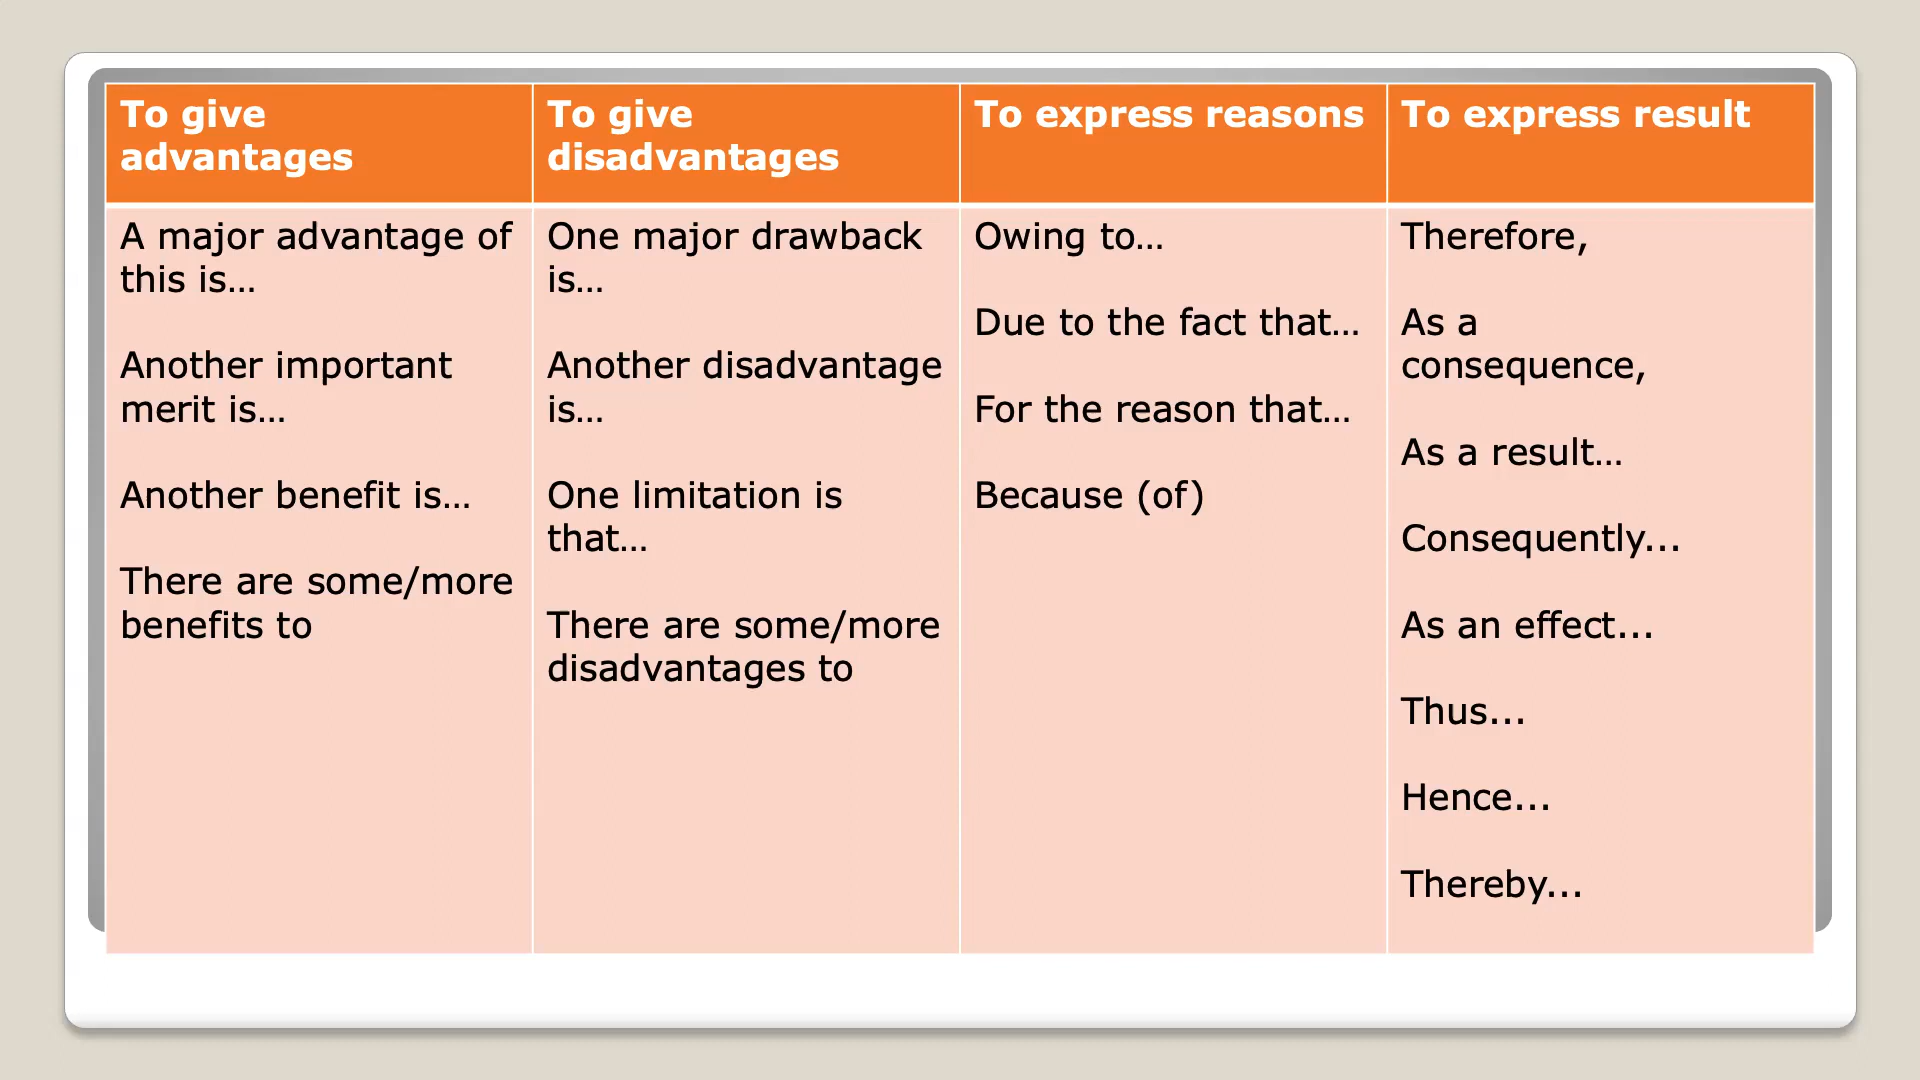 To give
advantages
To give
disadvantages
To express reasons
To express result
A major advantage of
this is…
Another important
merit is…
Another benefit is…
There are some/more
benefits to
One major drawback
is…
Another disadvantage
is…
One limitation is
that…
There are some/more
disadvantages to
Owing to…
Due to the fact that…
For the reason that…
Because (of)
Therefore,
As a
consequence,
As a result…
Consequently...
As an effect...
Thus...
Hence...
Thereby...